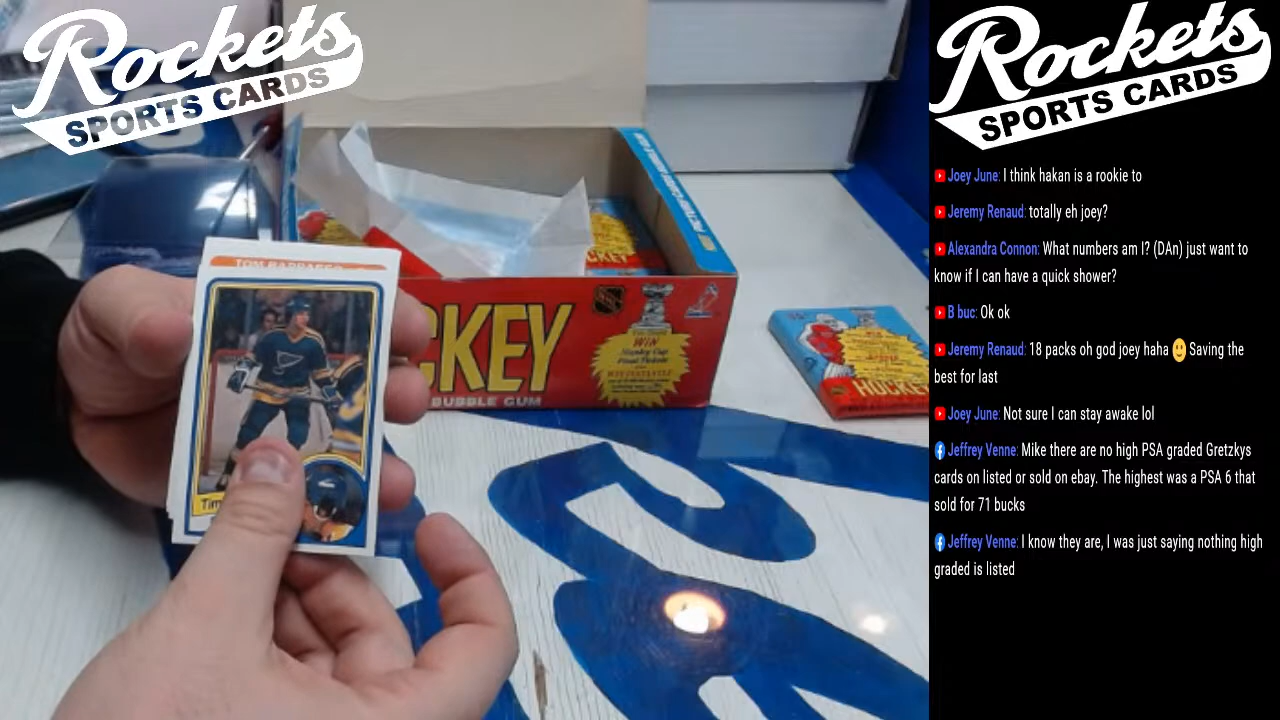 Rockets
SPORTS CARDS
Rockets
SPORTS CARDS
Joey June: I think hakan is a rookie to
Jeremy Renaud: totally eh joey?
Alexandra Connon: What numbers am I? (DAn) just want to
know if I can have a quick shower?
B buc: Ok ok
Jeremy Renaud: 18 packs oh god joey haha 🙂 Saving the
best for last
Joey June: Not sure I can stay awake lol
Jeffrey Venne: Mike there are no high PSA graded Gretzkys
cards on listed or sold on ebay. The highest was a PSA 6 that
sold for 71 bucks
Jeffrey Venne: I know they are, I was just saying nothing high
graded is listed
TOM BARRASSO
Tim
CKEY
BUBBLE GUM
WIN
Stanley Cup
Final Tickets
HOCKEY